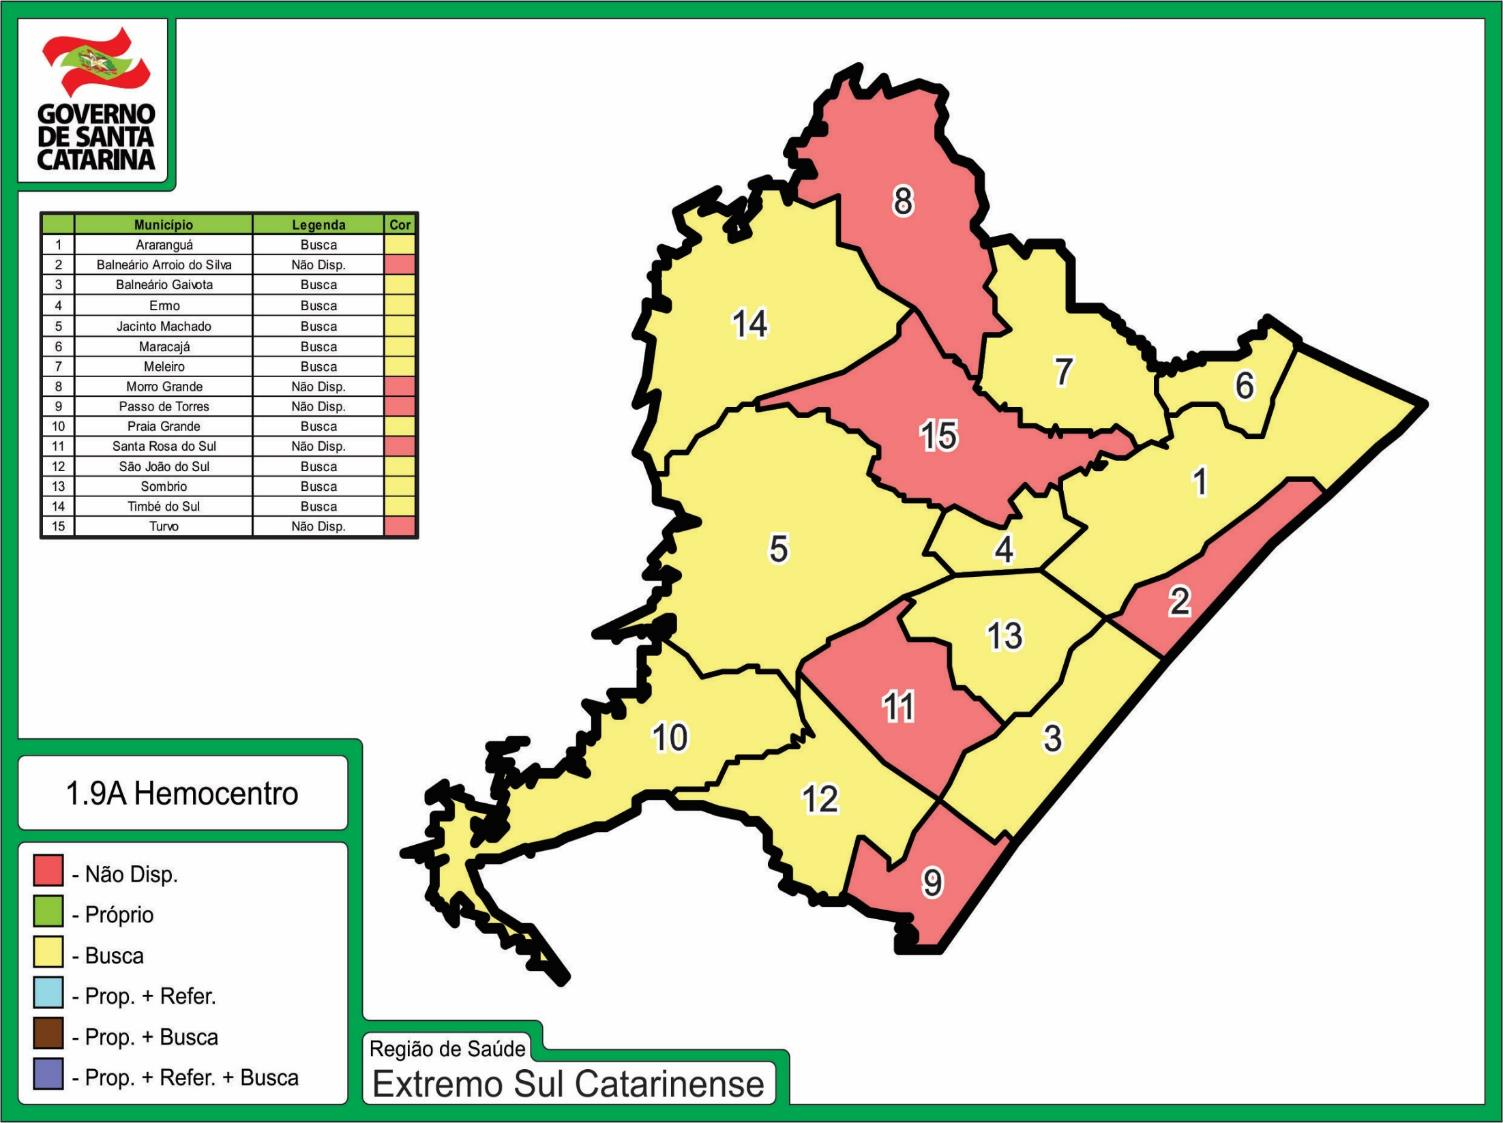 GOVERNO
DE SANTA
CATARINA
Município Legenda Cor
1 Araranguá Busca
2 Balneário Arroio do Silva Não Disp.
3 Balneário Gaivota Busca
4 Ermo Busca
5 Jacinto Machado Busca
6 Maracajá Busca
7 Meleiro Busca
8 Morro Grande Não Disp.
9 Passo de Torres Não Disp.
10 Praia Grande Busca
11 Santa Rosa do Sul Não Disp.
12 São João do Sul Busca
13 Sombrio Busca
14 Timbé do Sul Busca
15 Turvo Não Disp.
8
14
7
6
15
1
5
4
2
13
11
10
3
12
9
1.9A Hemocentro
- Não Disp.
- Próprio
- Busca
- Prop. + Refer.
- Prop. + Busca
- Prop. + Refer. + Busca
Região de Saúde
Extremo Sul Catarinense